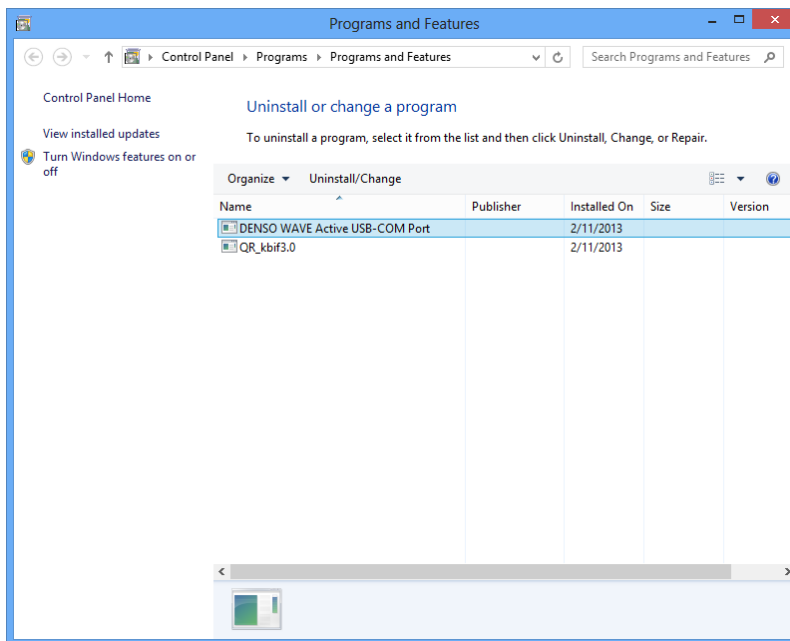 Programs and Features
Control Panel Programs Programs and Features Search Programs and Features
Control Panel Home
Uninstall or change a program
View installed updates
To uninstall a program, select it from the list and then click Uninstall, Change, or Repair.
Turn Windows features on or
off
Organize Uninstall/Change
Name Publisher Installed On Size Version
DENSO WAVE Active USB-COM Port 2/11/2013
QR_kbif3.0 2/11/2013